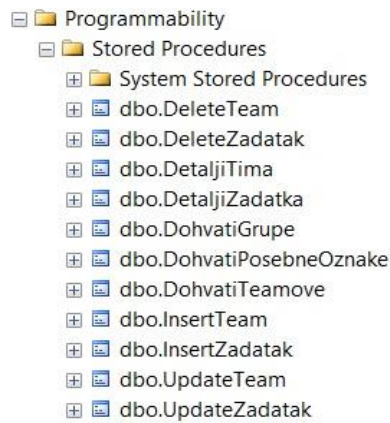 Programmability
Stored Procedures
System Stored Procedures
dbo.DeleteTeam
dbo.DeleteZadatak
dbo.DetaljiTima
dbo.DetaljiZadatka
dbo.DohvatiGrupe
dbo.DohvatiPosebneOznake
dbo.DohvatiTeamove
dbo.InsertTeam
dbo.InsertZadatak
dbo.UpdateTeam
dbo.UpdateZadatak